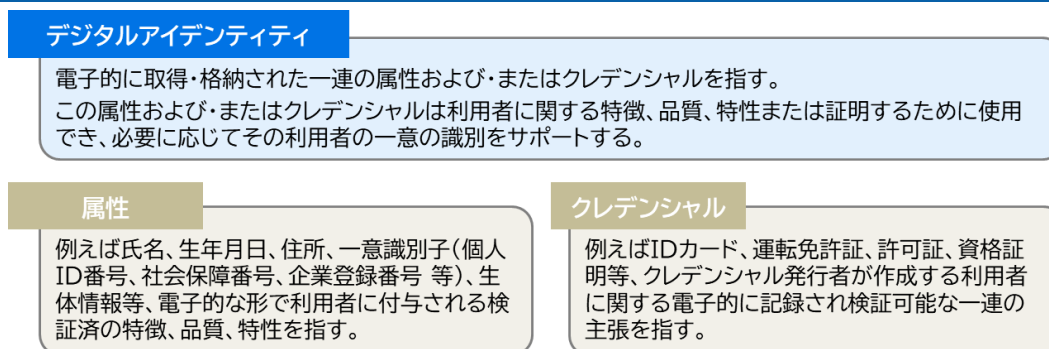 デジタルアイデンティティ
電子的に取得・格納された一連の属性および・またはクレデンシャルを指す。
この属性および・またはクレデンシャルは利用者に関する特徴、品質、特性または証明するために使用
でき、必要に応じてその利用者の一意の識別をサポートする。
属性
例えば氏名、生年月日、住所、一意識別子(個人
ID番号、社会保障番号、企業登録番号 等)、生
体情報等、電子的な形で利用者に付与される検
証済の特徴、品質、特性を指す。
クレデンシャル
例えばIDカード、運転免許証、許可証、資格証
明等、クレデンシャル発行者が作成する利用者
に関する電子的に記録され検証可能な一連の
主張を指す。